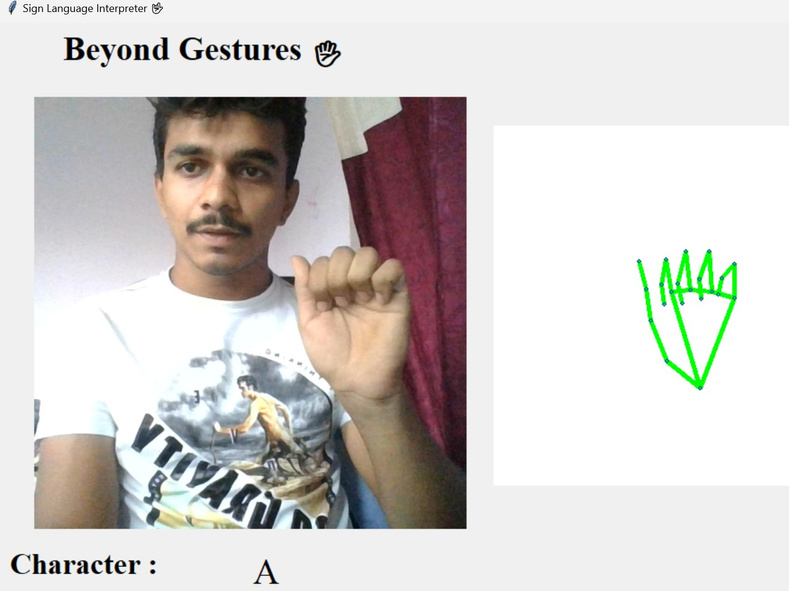 Sign Language Interpreter 🖐
Beyond Gestures 🖐
Character :
A